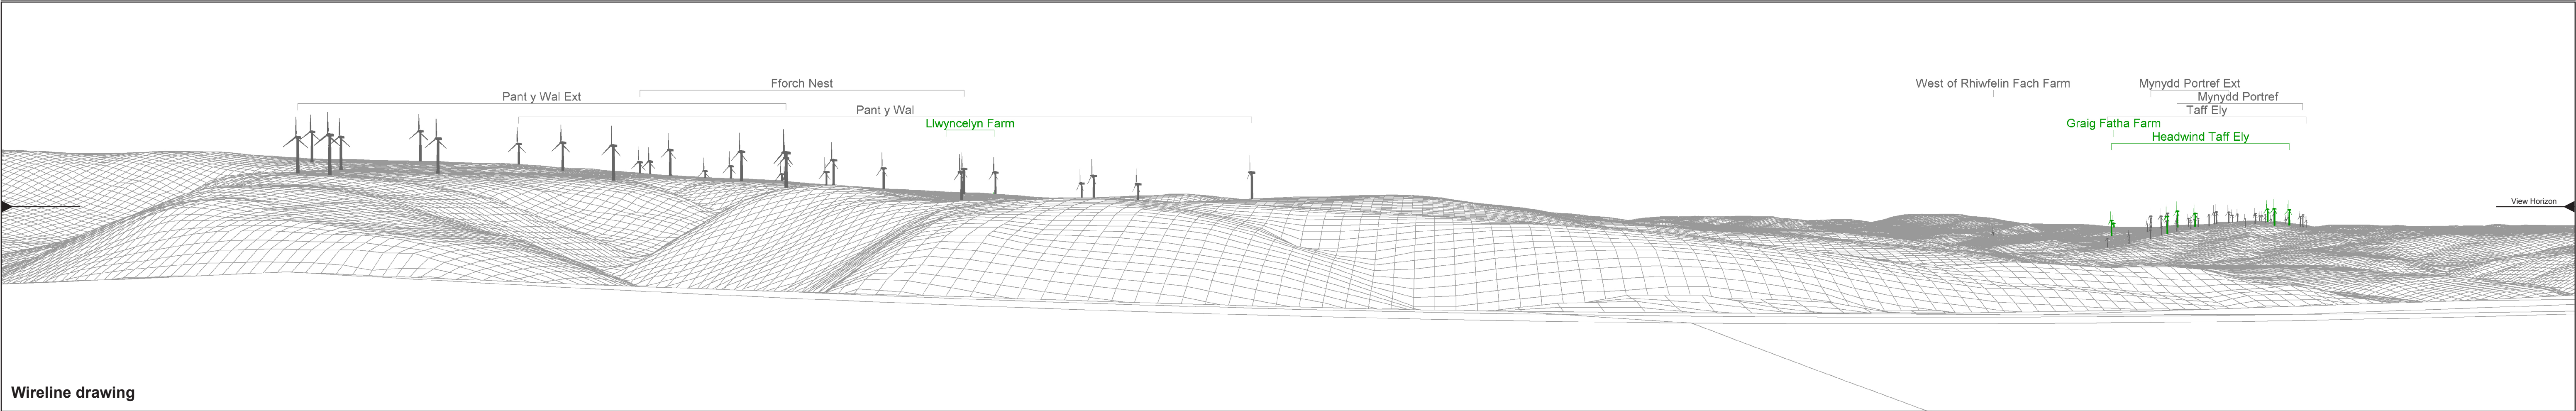 Fforch Nest
West of Rhiwfelin Fach Farm
Mynydd Portref Ext
Pant y Wal Ext
Mynydd Portref
Pant y Wal
Taff Ely
Llwyncelyn Farm
Graig Fatha Farm
Headwind Taff Ely
View Horizon
Wireline drawing